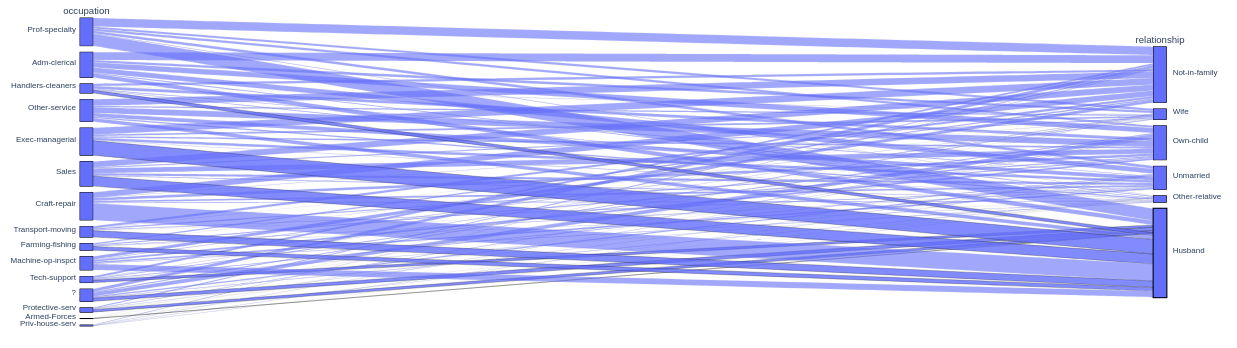 occupation
Prof-specialty
Adm-clerical
Handlers-cleaners
Other-service
Exec-managerial
Sales
Craft-repair
Transport-moving
Farming-fishing
Machine-op-inspct
Tech-support
?
Protective-serv
Armed-Forces
Priv-house-serv
relationship
Not-in-family
Wife
Own-child
Unmarried
Other-relative
Husband